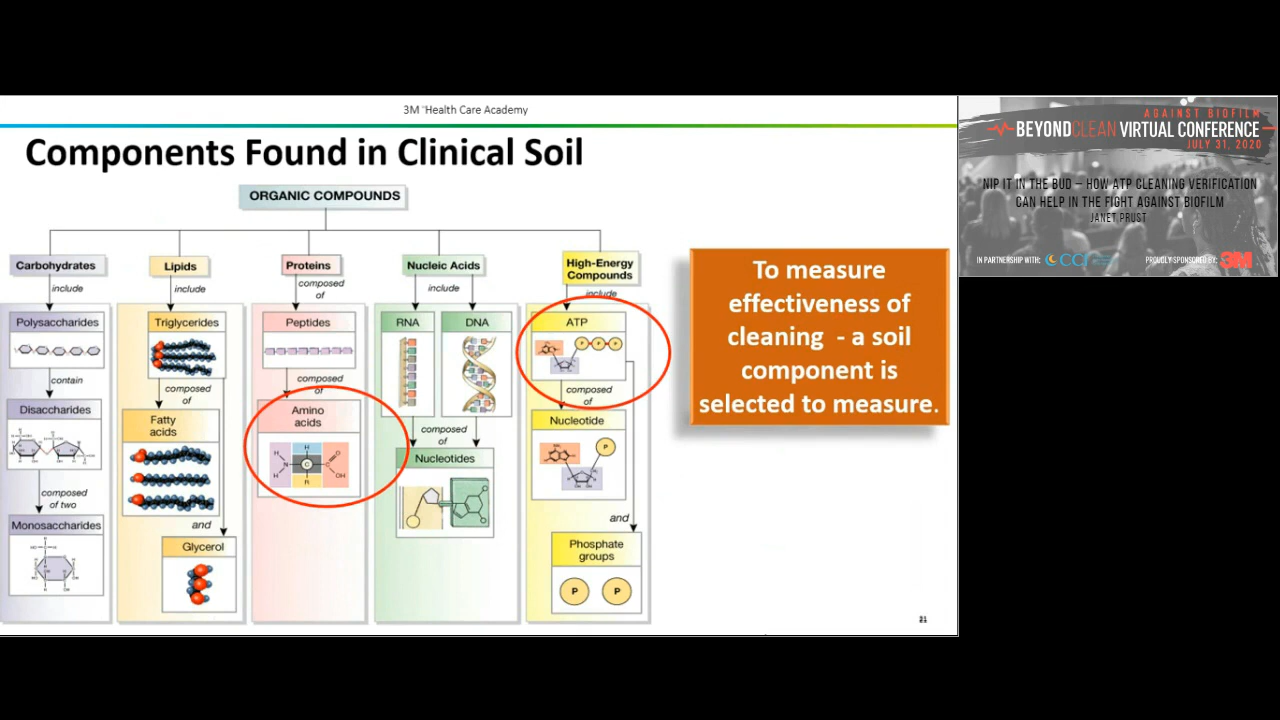 3M ¨Health Care Academy
Components Found in Clinical Soil
ORGANIC COMPOUNDS
Carbohydrates
include
Polysaccharides
contain
Disaccharides
composed
of two
Monosaccharides
Lipids
include
Triglycerides
composed
of
Fatty
acids
and
Glycerol
Proteins
composed
of
Peptides
composed
of
Amino
acids
H
H
N
C
C
O
H
R
OH
Nucleic Acids
include
RNA
DNA
composed
of
Nucleotides
High-Energy
Compounds
include
ATP
P
P
P
composed
of
Nucleotide
P
and
Phosphate
groups
P
P
To measure
effectiveness of
cleaning - a soil
component is
selected to measure.
AGAINST BIOFILM
BEYONDCLEAN VIRTUAL CONFERENCE
JULY 31, 2020
"NIP IT IN THE BUD – HOW ATP CLEANING VERIFICATION
CAN HELP IN THE FIGHT AGAINST BIOFILM
JANET PRUST
IN PARTNERSHIP WITH:
PROUDLY SPONSORED BY: 3M